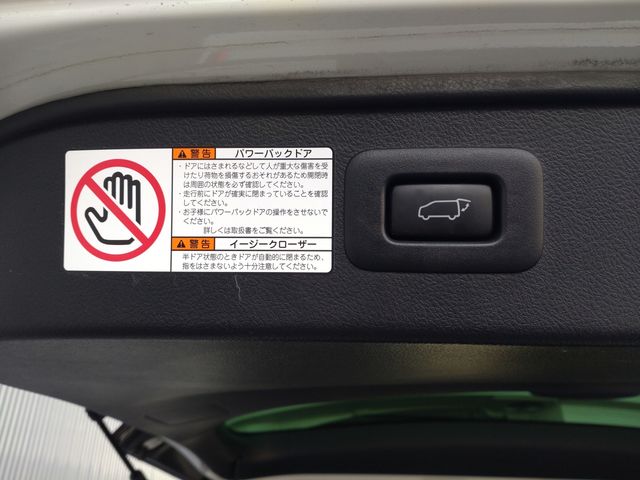 警告 パワーバックドア
・ドアにはさまれるなどして人が重大な傷害を受
けたり荷物を損傷するおそれがあるため開閉時
は周囲の状態を必ず確認してください。
・走行前にドアが確実に閉まっていることを確認
してください。
・お子様にパワーバックドアの操作をさせないで
ください。
詳しくは取扱書をご覧ください。
警告 イージークローザー
半ドア状態のときドアが自動的に閉まるため、
指をはさまないよう十分注意してください。